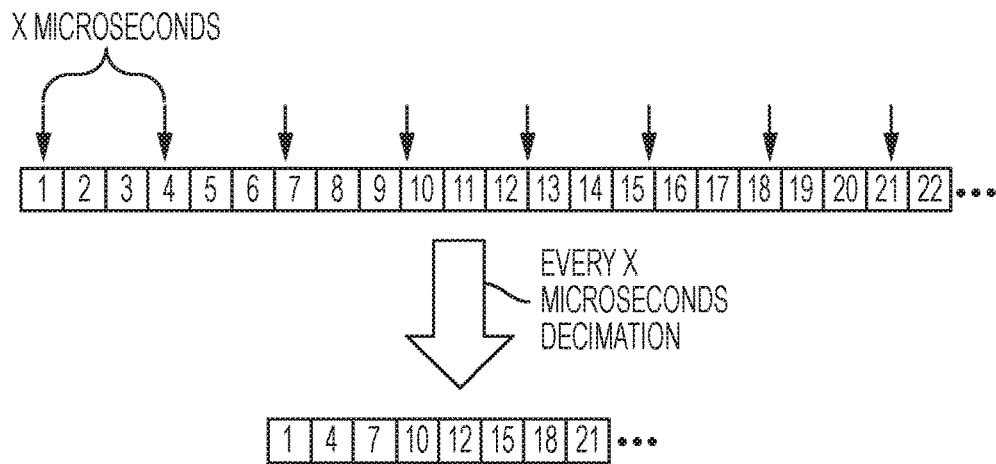 X MICROSECONDS
1 2 3 4 5 6 7 8 9 10 11 12 13 14 15 16 17 18 19 20 21 22 •••
EVERY X
MICROSECONDS
DECIMATION
1 4 7 10 12 15 18 21 •••